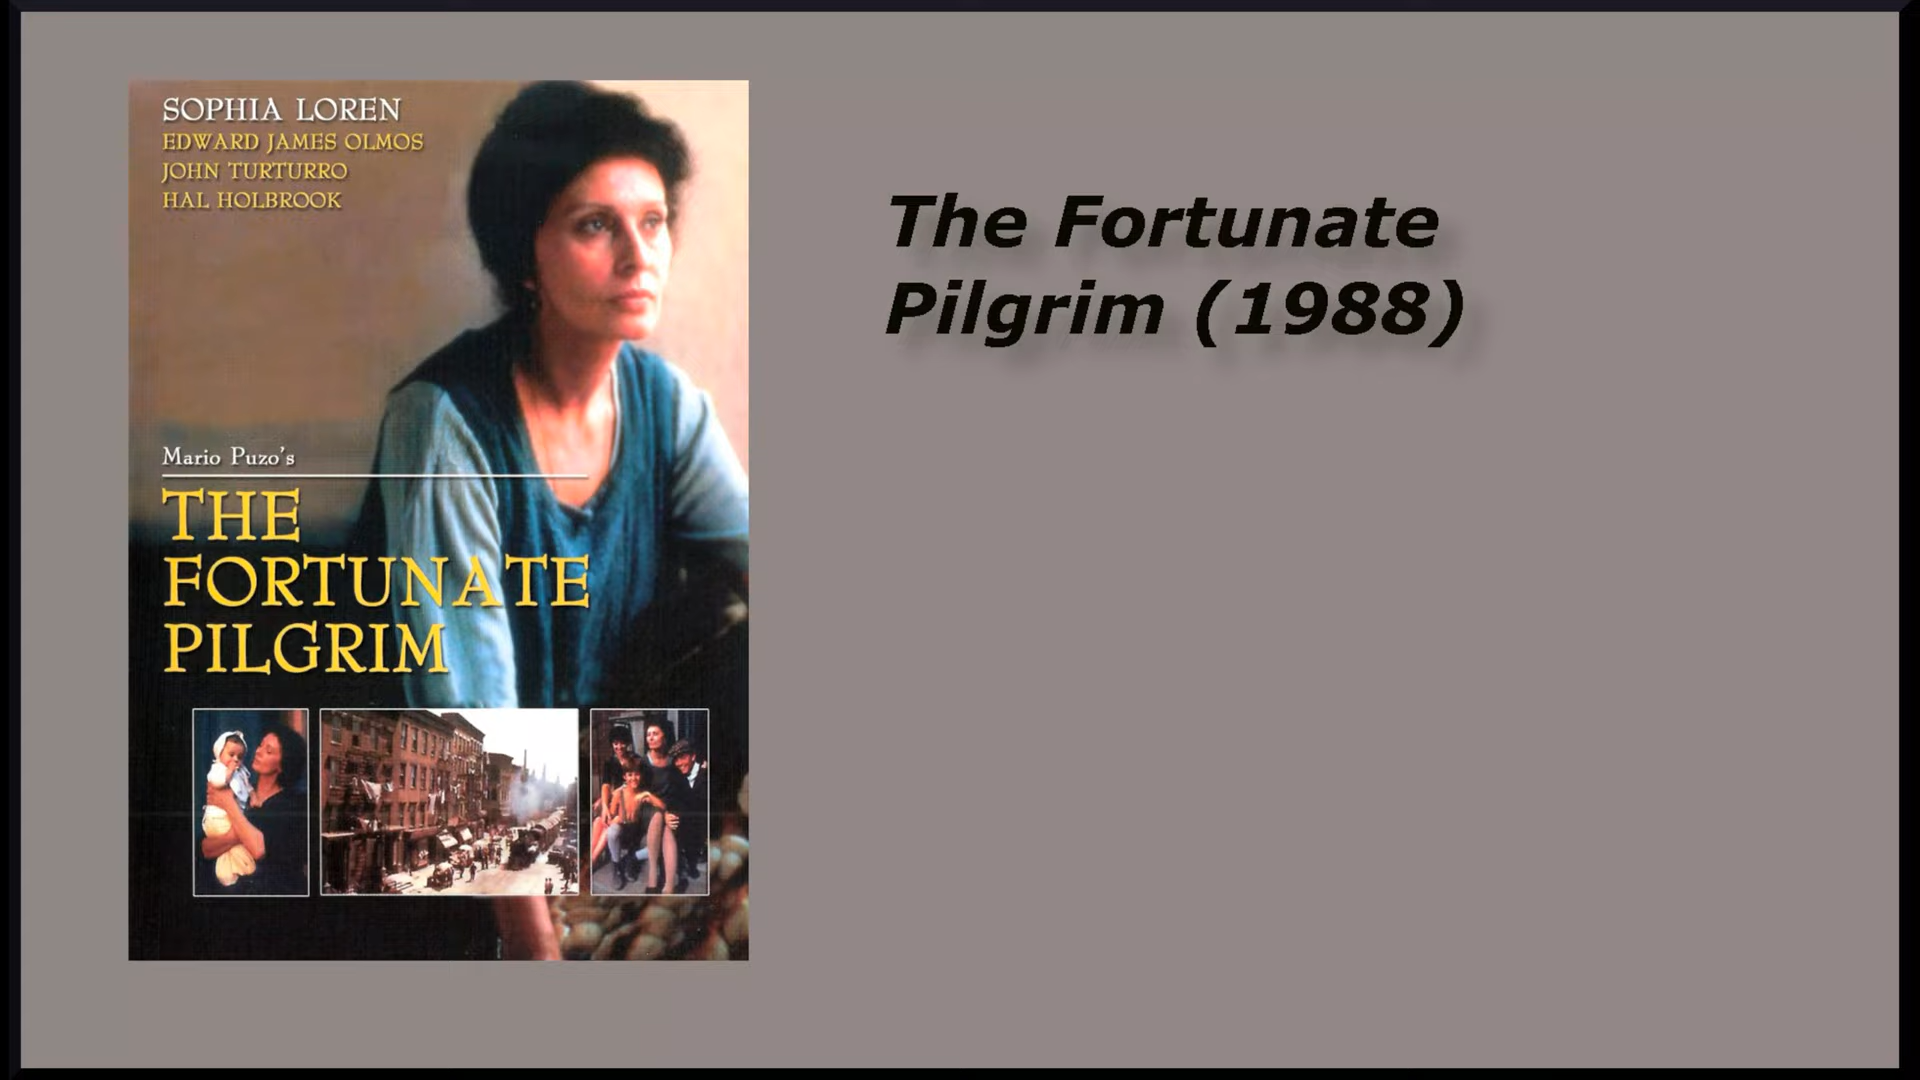 SOPHIA LOREN
EDWARD JAMES OLMOS
JOHN TURTURRO
HAL HOLBROOK
Mario Puzo's
THE
FORTUNATE
PILGRIM
The Fortunate
Pilgrim (1988)